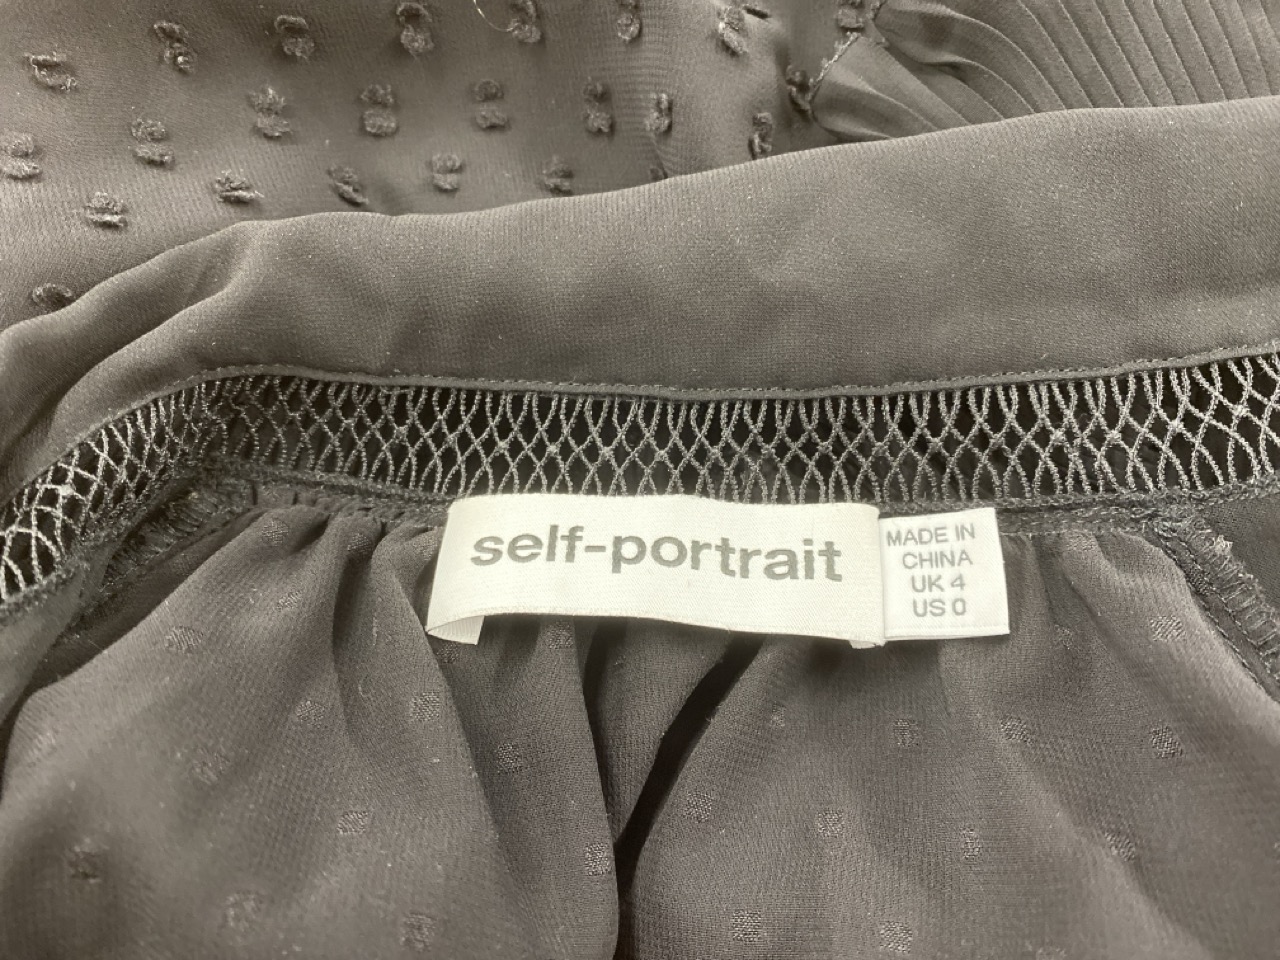 self-portrait
MADE IN
CHINA
UK 4
US 0